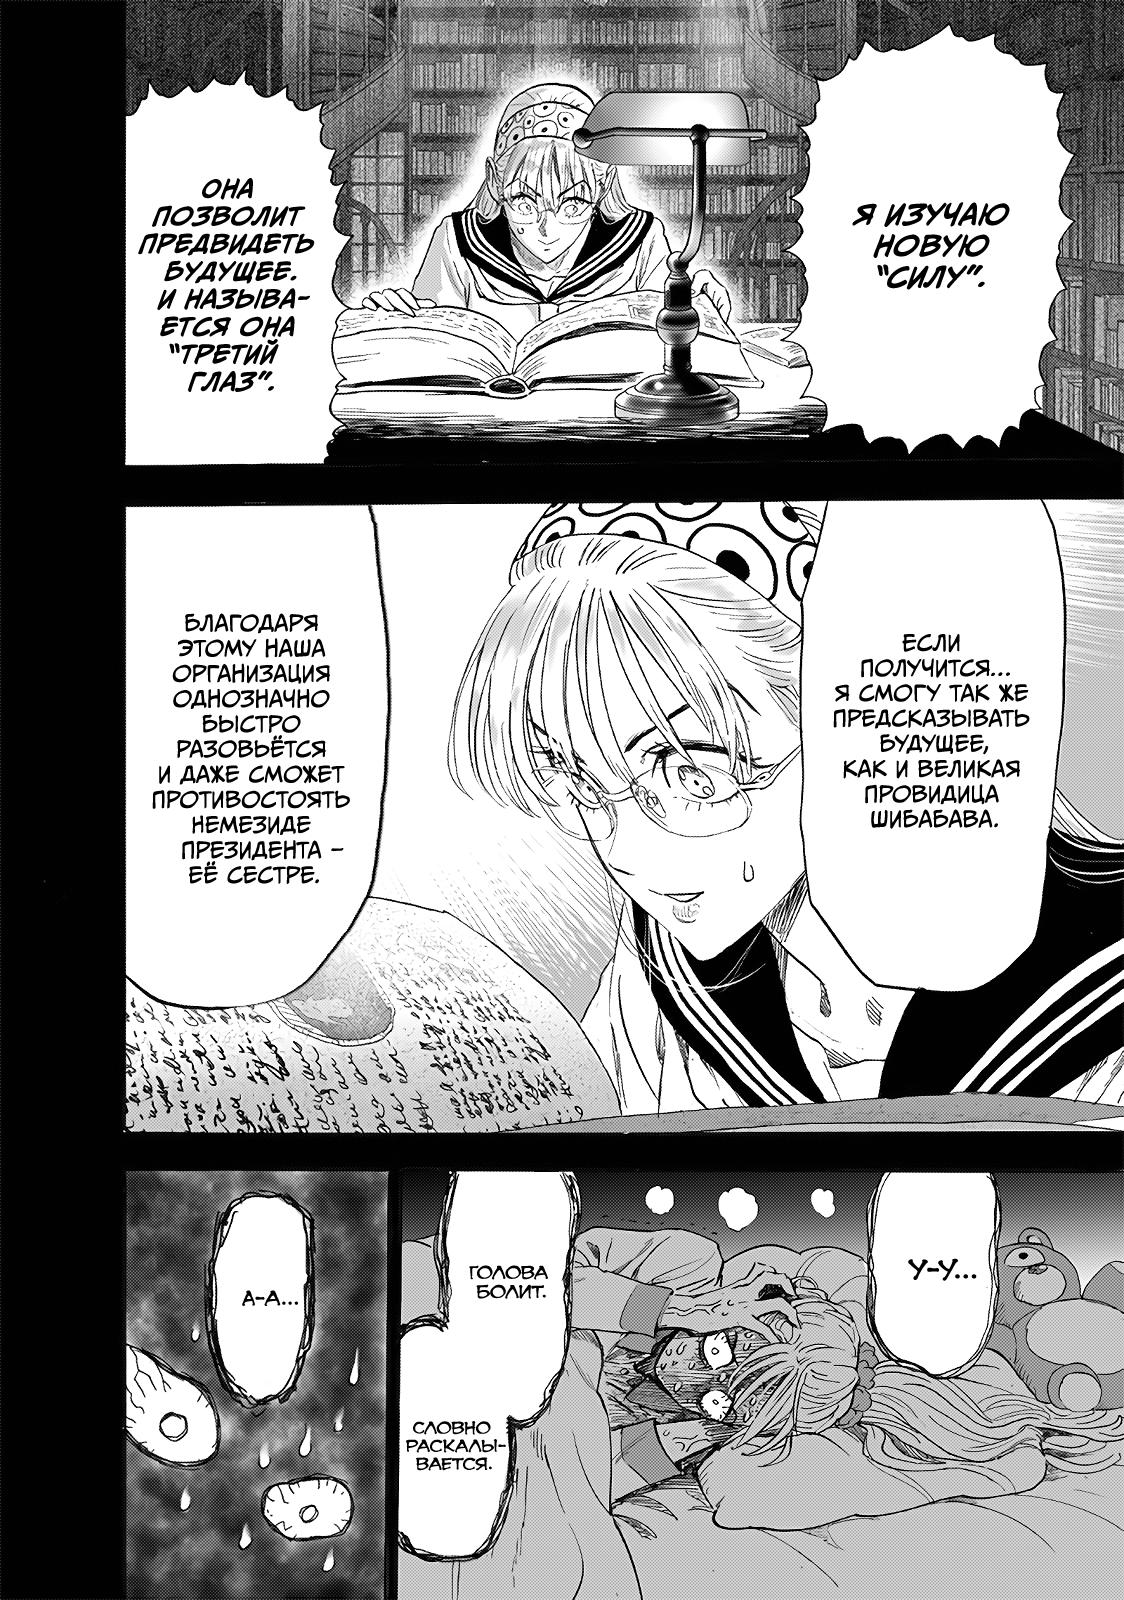 Я ИЗУЧАЮ
НОВУЮ
“СИЛУ”.
ОНА
ПОЗВОЛИТ
ПРЕДВИДЕТЬ
БУДУЩЕЕ.
И НАЗЫВА-
ЕТСЯ ОНА
“ТРЕТИЙ
ГЛАЗ”.
ЕСЛИ
ПОЛУЧИТСЯ...
Я СМОГУ ТАК ЖЕ
ПРЕДСКАЗЫВАТЬ
БУДУЩЕЕ,
КАК И ВЕЛИКАЯ
ПРОВИДИЦА
ШИБАБАВА.
БЛАГОДАРЯ
ЭТОМУ НАША
ОРГАНИЗАЦИЯ
ОДНОЗНАЧНО
БЫСТРО
РАЗОВЬЁТСЯ
И ДАЖЕ СМОЖЕТ
ПРОТИВОСТОЯТЬ
НЕМЕЗИДЕ
ПРЕЗИДЕНТА –
ЕЁ СЕСТРЕ.
У-У...
ГОЛОВА
БОЛИТ.
СЛОВНО
РАСКАЛЫ-
ВАЕТСЯ.
А-А...